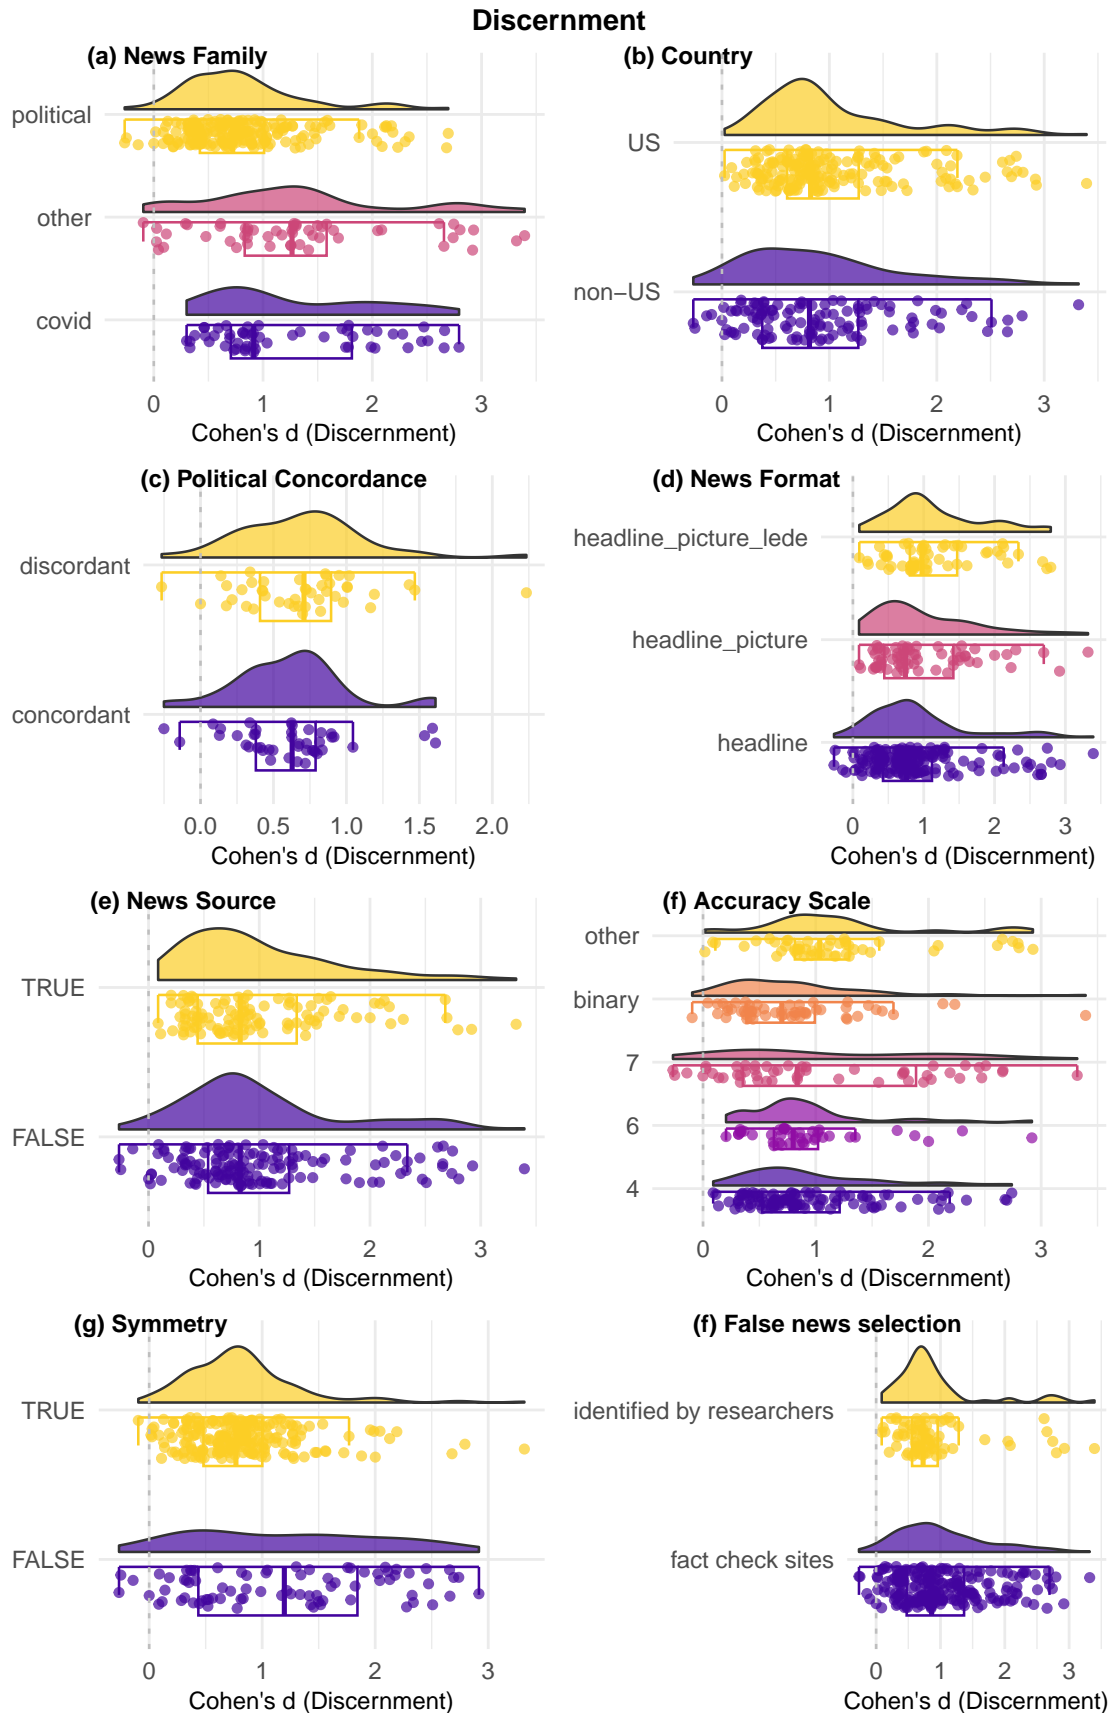 Discernment
(a) News Family
political
other
covid
0 1 2 3
Cohen's d (Discernment)
(b) Country
US
non−US
0 1 2 3
Cohen's d (Discernment)
(c) Political Concordance
discordant
concordant
0.0 0.5 1.0 1.5 2.0
Cohen's d (Discernment)
(d) News Format
headline_picture_lede
headline_picture
headline
0 1 2 3
Cohen's d (Discernment)
(e) News Source
TRUE
FALSE
0 1 2 3
Cohen's d (Discernment)
(f) Accuracy Scale
other
binary
7
6
4
0 1 2 3
Cohen's d (Discernment)
(g) Symmetry
TRUE
FALSE
0 1 2 3
Cohen's d (Discernment)
(f) False news selection
identified by researchers
fact check sites
0 1 2 3
Cohen's d (Discernment)